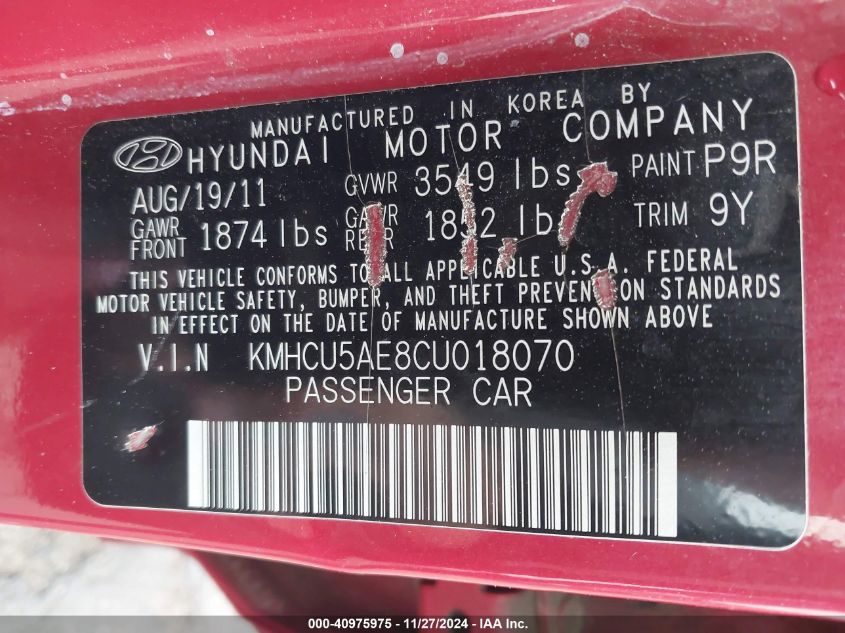 MANUFACTURED IN KOREA BY
HYUNDAI MOTOR COMPANY
AUG/19/11 GVWR 3549 lbs PAINT P9R
GAWR FRONT 1874 lbs GAWR REAR lbs TRIM 9Y
THIS VEHICLE CONFORMS TO ALL APPLICABLE U.S.A. FEDERAL
MOTOR VEHICLE SAFETY, BUMPER, AND THEFT PREVENTION STANDARDS
IN EFFECT ON THE DATE OF MANUFACTURE SHOWN ABOVE
V.I.N KMHCU5AE8CU018070
PASSENGER CAR
000-40975975 - 11/27/2024 - IAA Inc.